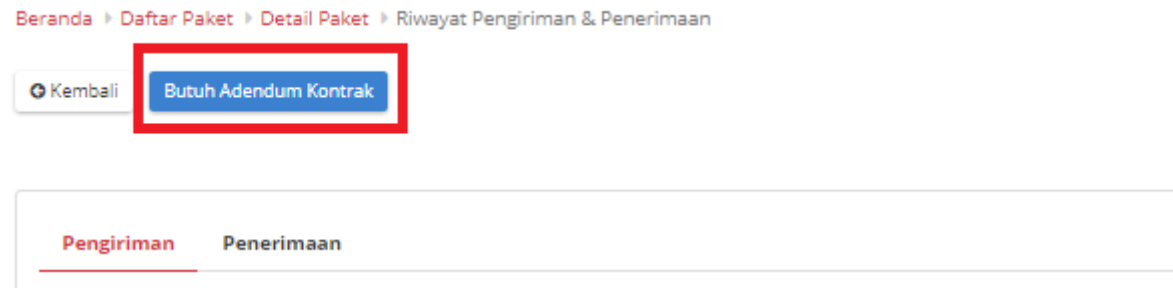 Beranda Daftar Paket Detail Paket Riwayat Pengiriman & Penerimaan
Kembali Butuh Adendum Kontrak
Pengiriman Penerimaan